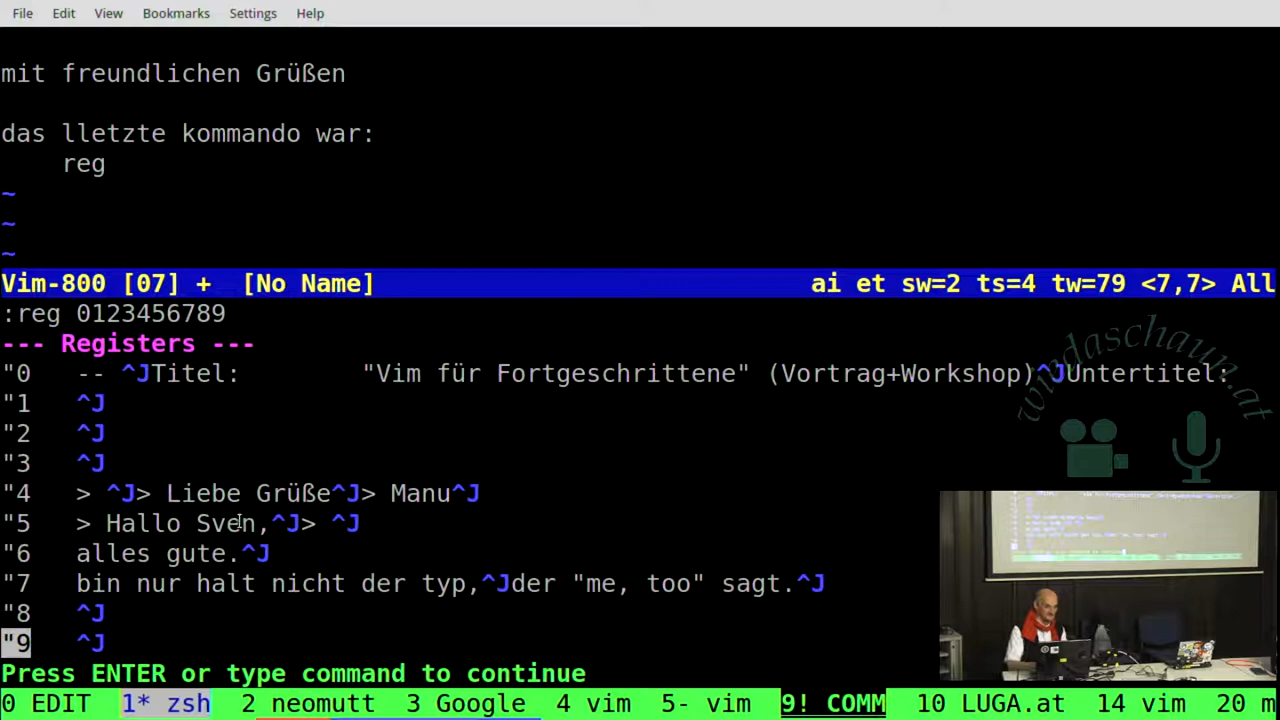 File Edit View Bookmarks Settings Help
mit freundlichen Grüßen
das lletzte kommando war:
reg
~
~
~
Vim-800 [07] + [No Name] ai et sw=2 ts=4 tw=79 <7,7> All
:reg 0123456789
--- Registers ---
"0 -- ^JTitel: "Vim für Fortgeschrittene" (Vortrag+Workshop)^JUntertitel:
"1 ^J
"2 ^J
"3 ^J
"4 > ^J> Liebe Grüße^J> Manu^J
"5 > Hallo Sven,^J> ^J
"6 alles gute.^J
"7 bin nur halt nicht der typ,^Jder "me, too" sagt.^J
"8 ^J
"9 ^J
Press ENTER or type command to continue
0 EDIT 1* zsh 2 neomutt 3 Google 4 vim 5- vim 9! COMM 10 LUGA.at 14 vim 20 m
windaschaun.at